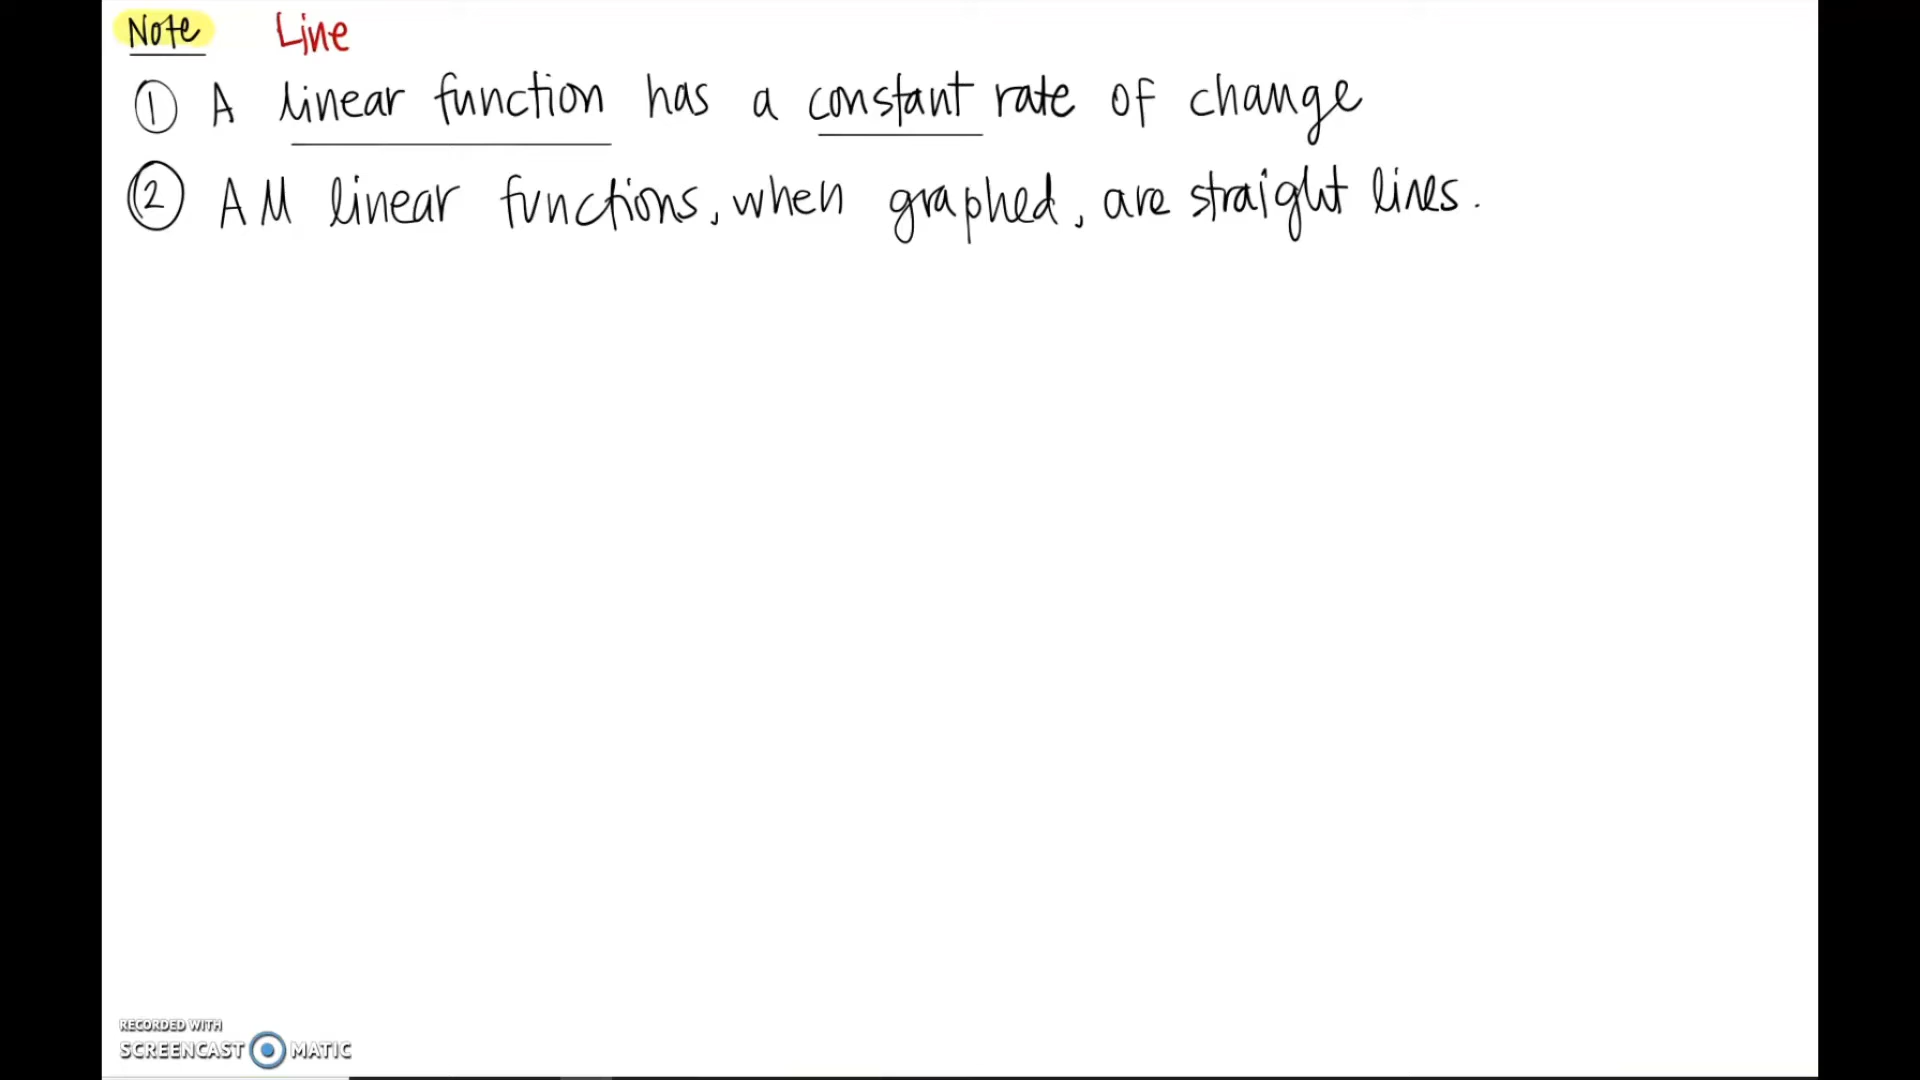 Note Line
① A linear function has a constant rate of change
② All linear functions, when graphed, are straight lines.
RECORDED WITH
SCREENCAST MATIC